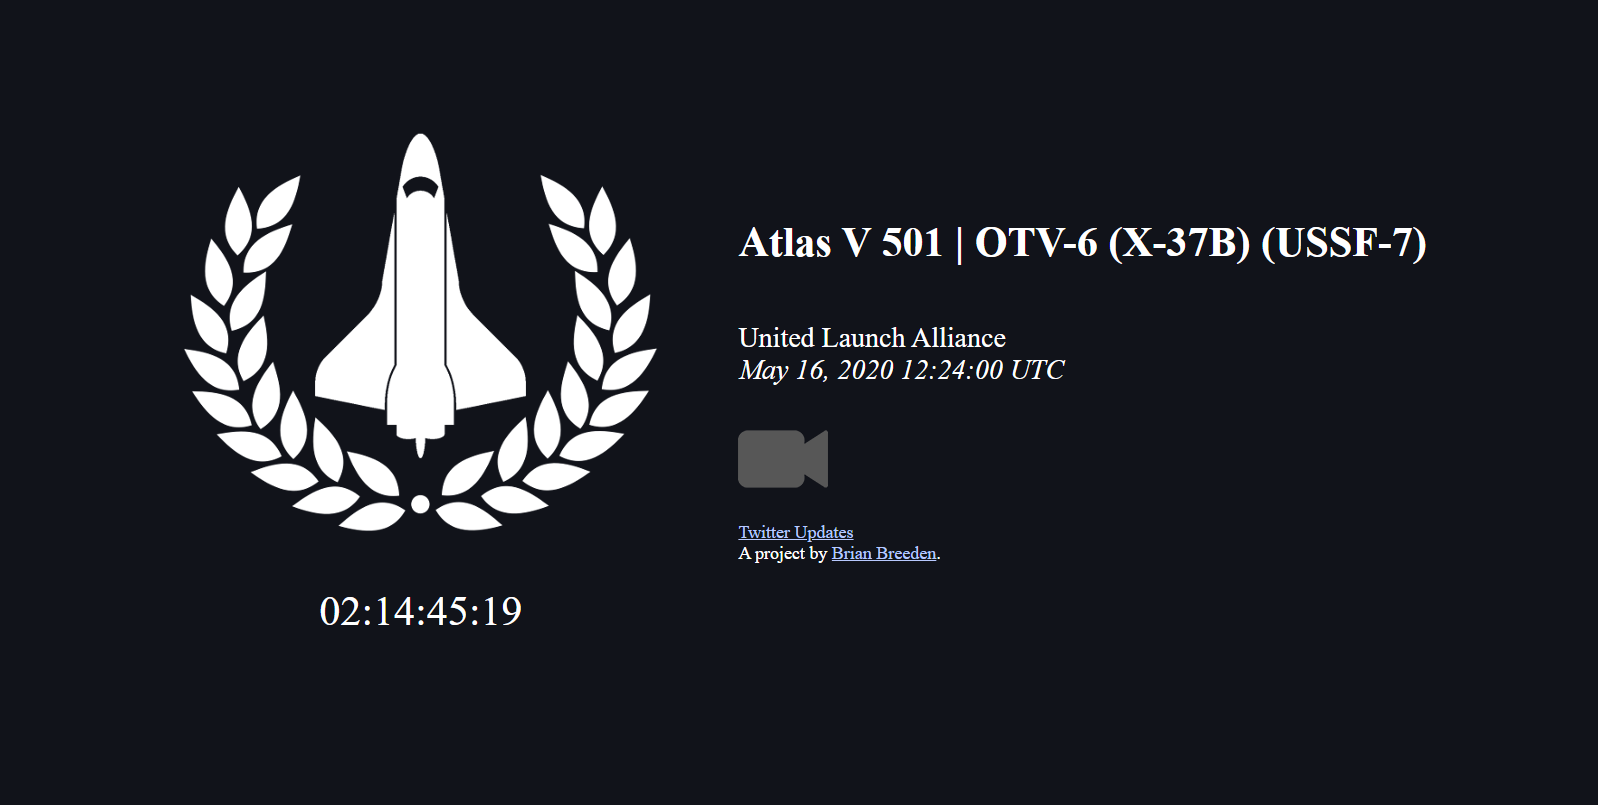 Atlas V 501 | OTV-6 (X-37B) (USSF-7)
United Launch Alliance
May 16, 2020 12:24:00 UTC
Twitter Updates
A project by Brian Breeden.
02:14:45:19